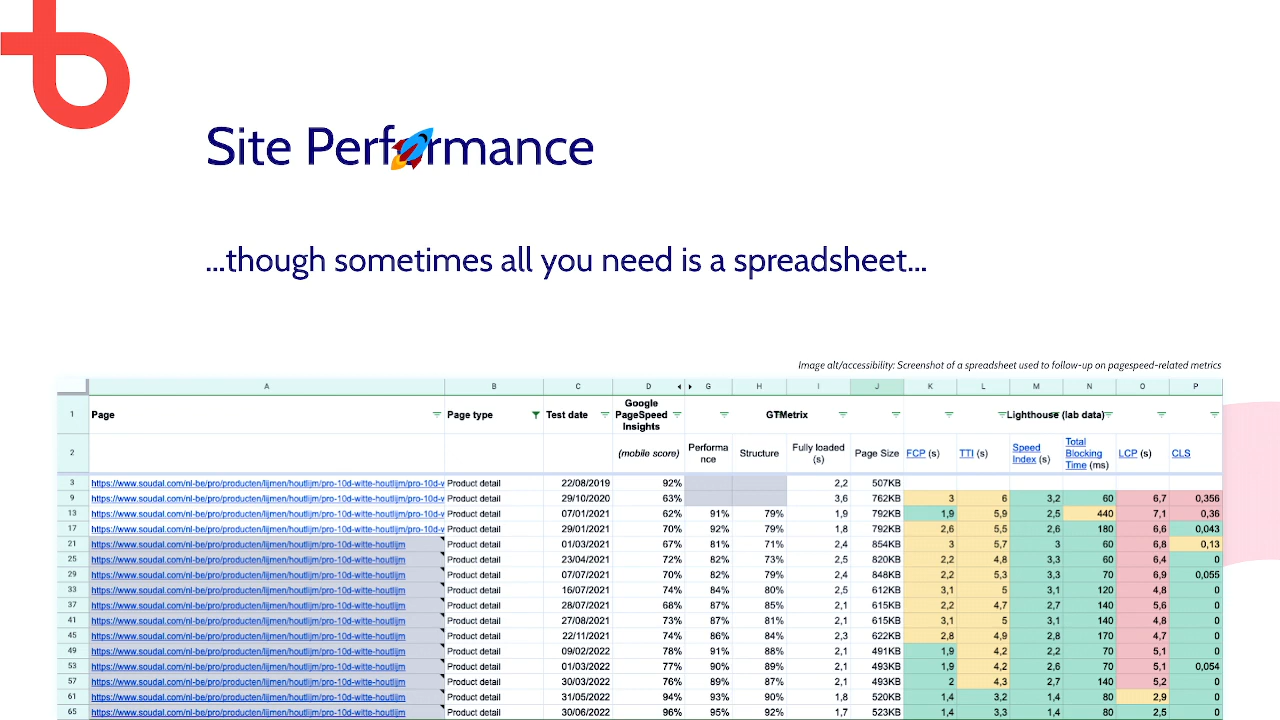 Site Performance
...though sometimes all you need is a spreadsheet...
Image alt/accessibility: Screenshot of a spreadsheet used to follow-up on pagespeed-related metrics
A B C D G H I J K L M N O P
1 Page Page type Test date Google PageSpeed Insights GTMetrix Lighthouse (lab data)
2 (mobile score) Performance Structure Fully loaded (s) Page Size FCP (s) TTI (s) Speed Index (s) Total Blocking Time (ms) LCP (s) CLS
3 https://www.soudal.com/nl-be/pro/producten/lijmen/houtlijm/pro-10d-witte-houtlijm/pro-10d-w Product detail 22/08/2019 92% 2,2 507KB
9 https://www.soudal.com/nl-be/pro/producten/lijmen/houtlijm/pro-10d-witte-houtlijm/pro-10d-w Product detail 29/10/2020 63% 3,6 762KB 3 6 3,2 60 6,7 0,356
13 https://www.soudal.com/nl-be/pro/producten/lijmen/houtlijm/pro-10d-witte-houtlijm/pro-10d-w Product detail 07/01/2021 62% 91% 79% 1,9 792KB 1,9 5,9 2,5 440 7,1 0,36
17 https://www.soudal.com/nl-be/pro/producten/lijmen/houtlijm/pro-10d-witte-houtlijm/pro-10d-w Product detail 29/01/2021 70% 92% 79% 1,8 792KB 2,6 5,5 2,6 180 6,6 0,043
21 https://www.soudal.com/nl-be/pro/producten/lijmen/houtlijm/pro-10d-witte-houtlijm Product detail 01/03/2021 67% 81% 71% 2,4 854KB 3 5,7 3 60 6,8 0,13
25 https://www.soudal.com/nl-be/pro/producten/lijmen/houtlijm/pro-10d-witte-houtlijm Product detail 23/04/2021 72% 82% 73% 2,5 820KB 2,2 4,8 3,3 60 6,4 0
29 https://www.soudal.com/nl-be/pro/producten/lijmen/houtlijm/pro-10d-witte-houtlijm Product detail 07/07/2021 70% 82% 79% 2,4 848KB 2,2 5,3 3,3 70 6,9 0,055
33 https://www.soudal.com/nl-be/pro/producten/lijmen/houtlijm/pro-10d-witte-houtlijm Product detail 16/07/2021 74% 84% 80% 2,5 612KB 3,1 5 3,1 120 4,8 0
37 https://www.soudal.com/nl-be/pro/producten/lijmen/houtlijm/pro-10d-witte-houtlijm Product detail 28/07/2021 68% 87% 85% 2,1 615KB 2,2 4,7 2,7 140 5,6 0
41 https://www.soudal.com/nl-be/pro/producten/lijmen/houtlijm/pro-10d-witte-houtlijm Product detail 27/08/2021 73% 87% 81% 2,1 615KB 3,1 5 3,1 140 4,8 0
45 https://www.soudal.com/nl-be/pro/producten/lijmen/houtlijm/pro-10d-witte-houtlijm Product detail 22/11/2021 74% 86% 84% 2,3 622KB 2,8 4,9 2,8 170 4,7 0
49 https://www.soudal.com/nl-be/pro/producten/lijmen/houtlijm/pro-10d-witte-houtlijm Product detail 09/02/2022 78% 91% 88% 2,1 491KB 1,9 4,2 2,2 70 5,1 0
53 https://www.soudal.com/nl-be/pro/producten/lijmen/houtlijm/pro-10d-witte-houtlijm Product detail 01/03/2022 77% 90% 89% 2,1 493KB 1,9 4,2 2,6 70 5,1 0,054
57 https://www.soudal.com/nl-be/pro/producten/lijmen/houtlijm/pro-10d-witte-houtlijm Product detail 30/03/2022 76% 89% 87% 2,1 493KB 2 4,3 2,7 140 5,2 0
61 https://www.soudal.com/nl-be/pro/producten/lijmen/houtlijm/pro-10d-witte-houtlijm Product detail 31/05/2022 94% 93% 90% 1,8 520KB 1,4 3,2 1,4 80 2,9 0
65 https://www.soudal.com/nl-be/pro/producten/lijmen/houtlijm/pro-10d-witte-houtlijm Product detail 30/06/2022 96% 95% 92% 1,7 523KB 1,4 3,3 1,4 80 2,5 0